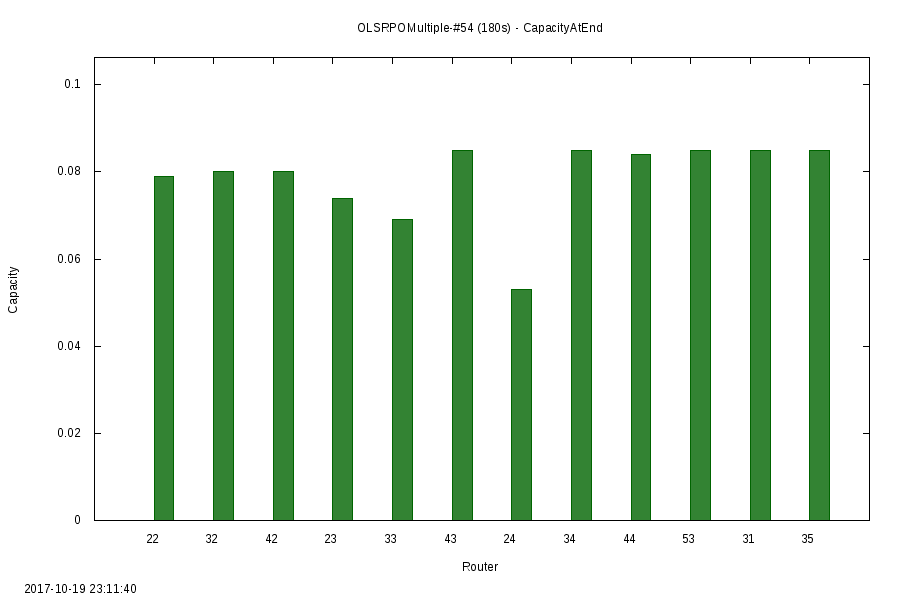 OLSRPOMultiple-#54 (180s) - CapacityAtEnd
0.1
0.08
0.06
0.04
0.02
0
Capacity
22 32 42 23 33 43 24 34 44 53 31 35
Router
2017-10-19 23:11:40